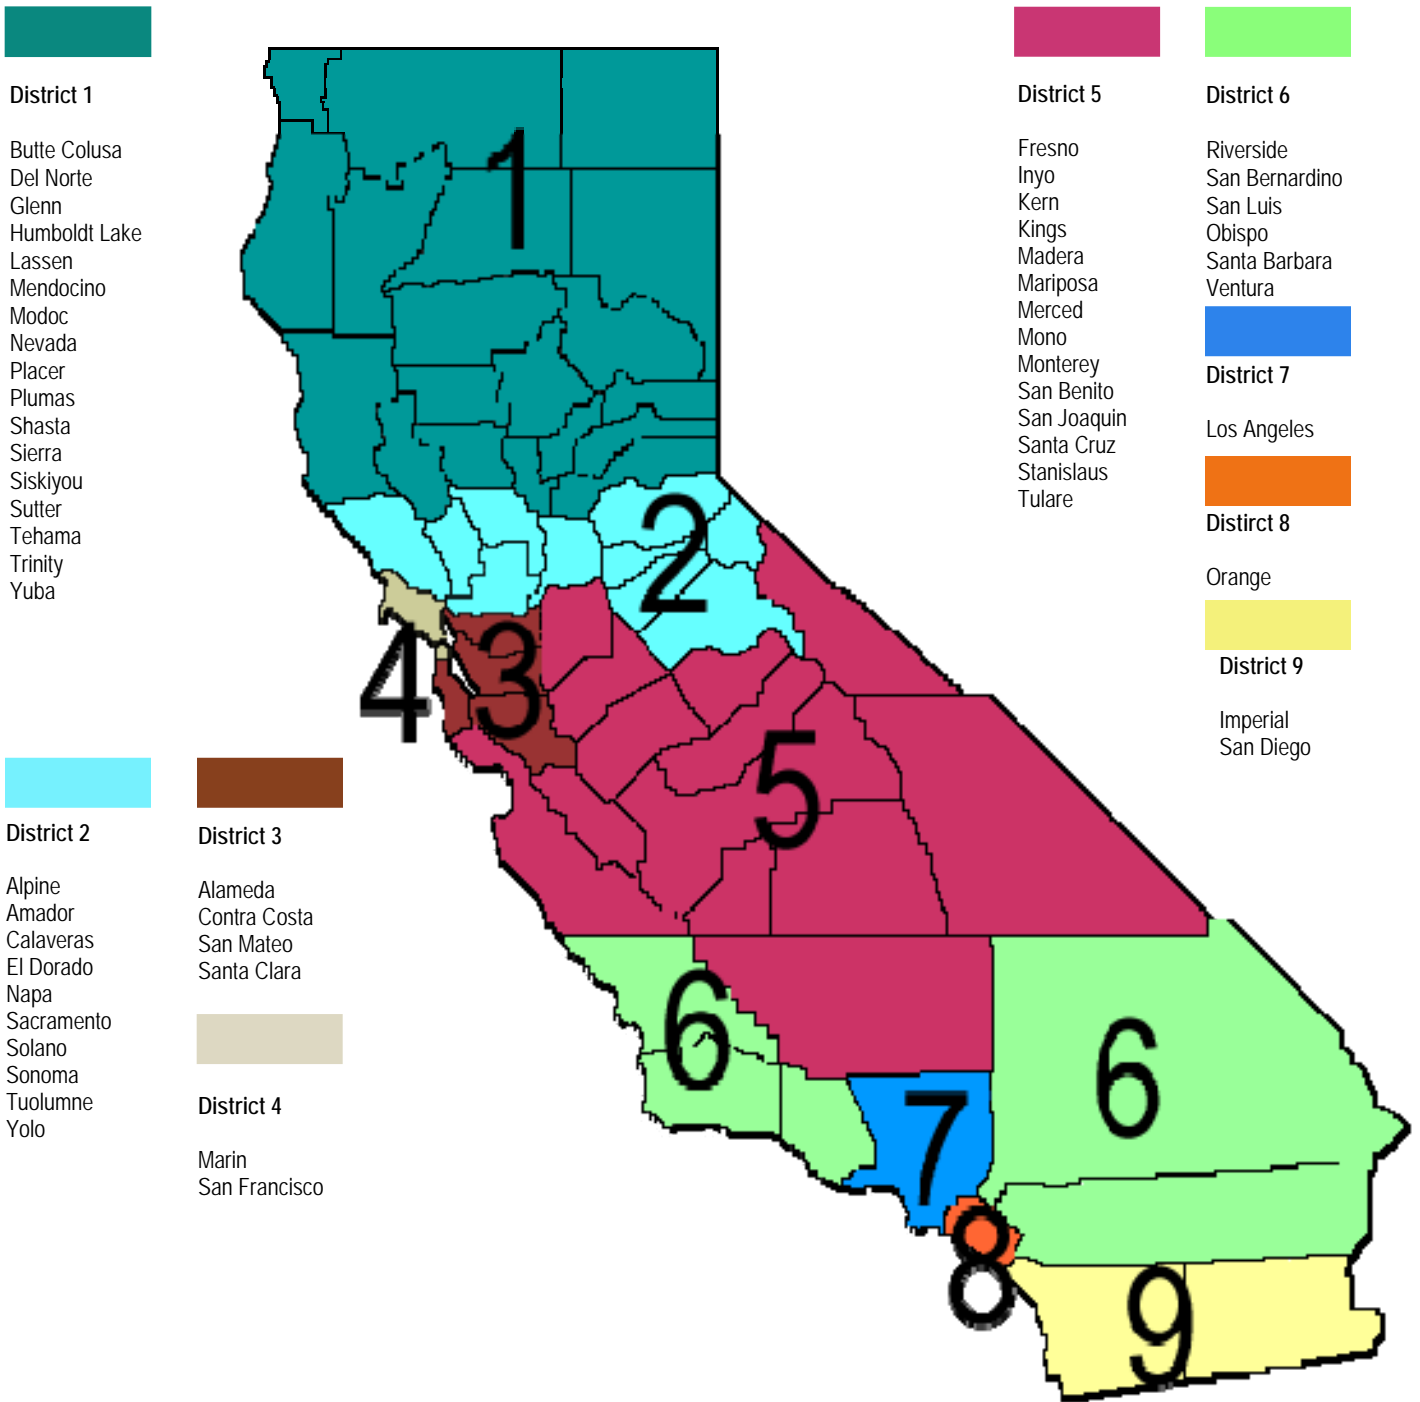 District 1
Butte Colusa
Del Norte
Glenn
Humboldt Lake
Lassen
Mendocino
Modoc
Nevada
Placer
Plumas
Shasta
Sierra
Siskiyou
Sutter
Tehama
Trinity
Yuba
District 2
Alpine
Amador
Calaveras
El Dorado
Napa
Sacramento
Solano
Sonoma
Tuolumne
Yolo
District 3
Alameda
Contra Costa
San Mateo
Santa Clara
District 4
Marin
San Francisco
1
2
3
4
5
6
6
7
8
9
District 5
Fresno
Inyo
Kern
Kings
Madera
Mariposa
Merced
Mono
Monterey
San Benito
San Joaquin
Santa Cruz
Stanislaus
Tulare
District 6
Riverside
San Bernardino
San Luis
Obispo
Santa Barbara
Ventura
District 7
Los Angeles
Distirct 8
Orange
District 9
Imperial
San Diego